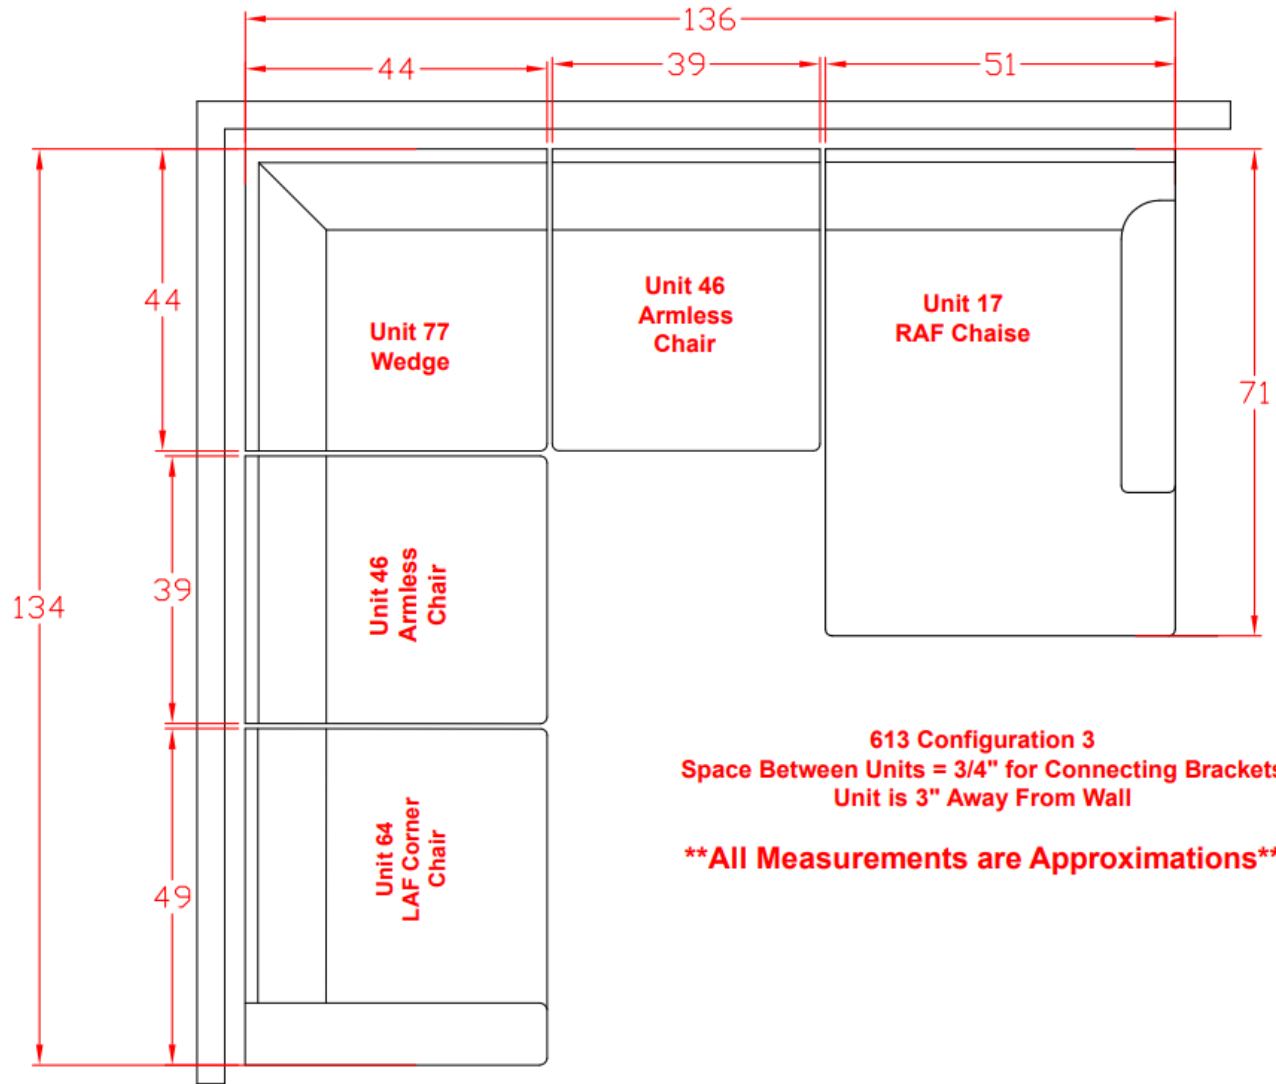 136
44
39
51
44
Unit 77
Wedge
Unit 46
Armless
Chair
Unit 17
RAF Chaise
71
39
134
Unit 46
Armless
Chair
49
Unit 64
LAF Corner
Chair
613 Configuration 3
Space Between Units = 3/4" for Connecting Brackets
Unit is 3" Away From Wall
**All Measurements are Approximations**